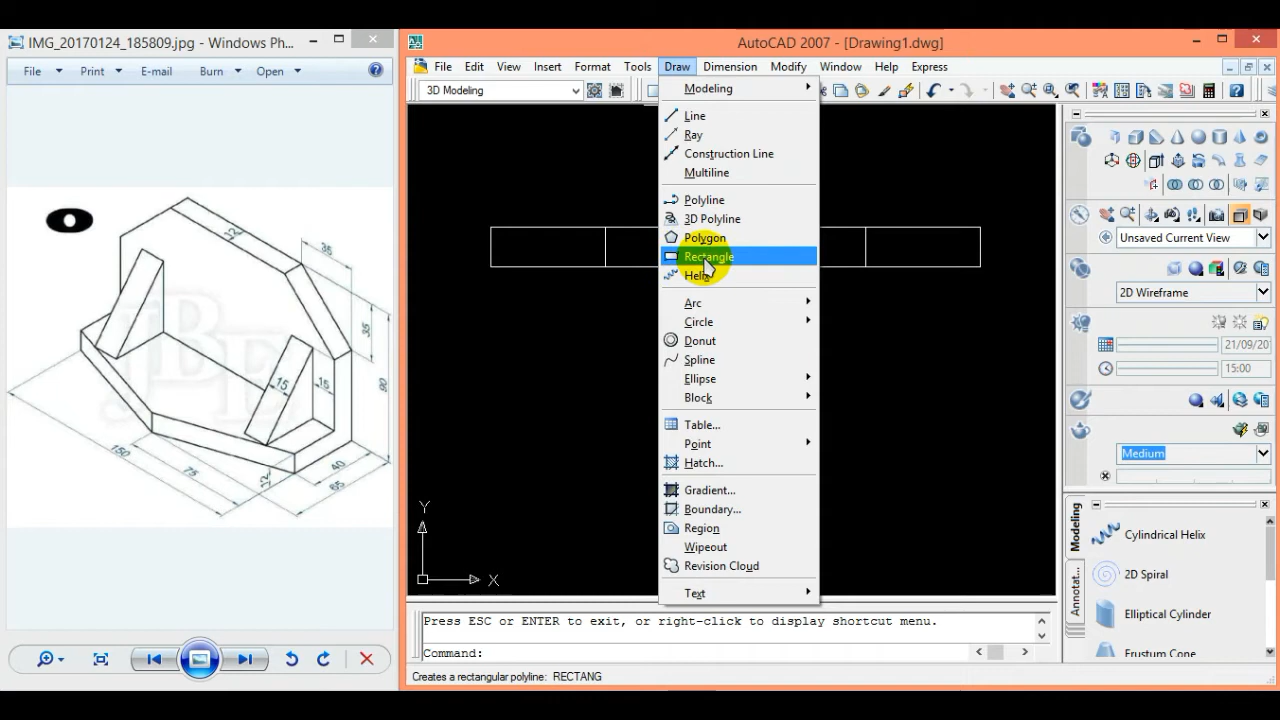 IMG_20170124_185809.jpg - Windows Ph...
File Print E-mail Burn Open
12
35
35
90
15
15
150
75
12
40
65
AutoCAD 2007 - [Drawing1.dwg]
File Edit View Insert Format Tools Draw Dimension Modify Window Help Express
3D Modeling
Modeling
Line
Ray
Construction Line
Multiline
Polyline
3D Polyline
Polygon
Rectangle
Helix
Arc
Circle
Donut
Spline
Ellipse
Block
Table...
Point
Hatch...
Gradient...
Boundary...
Region
Wipeout
Revision Cloud
Text
Y
X
Unsaved Current View
2D Wireframe
21/09/20
15:00
Medium
Modeling
Annotat...
Cylindrical Helix
2D Spiral
Elliptical Cylinder
Frustum Cone
Press ESC or ENTER to exit, or right-click to display shortcut menu.
Command:
Creates a rectangular polyline: RECTANG